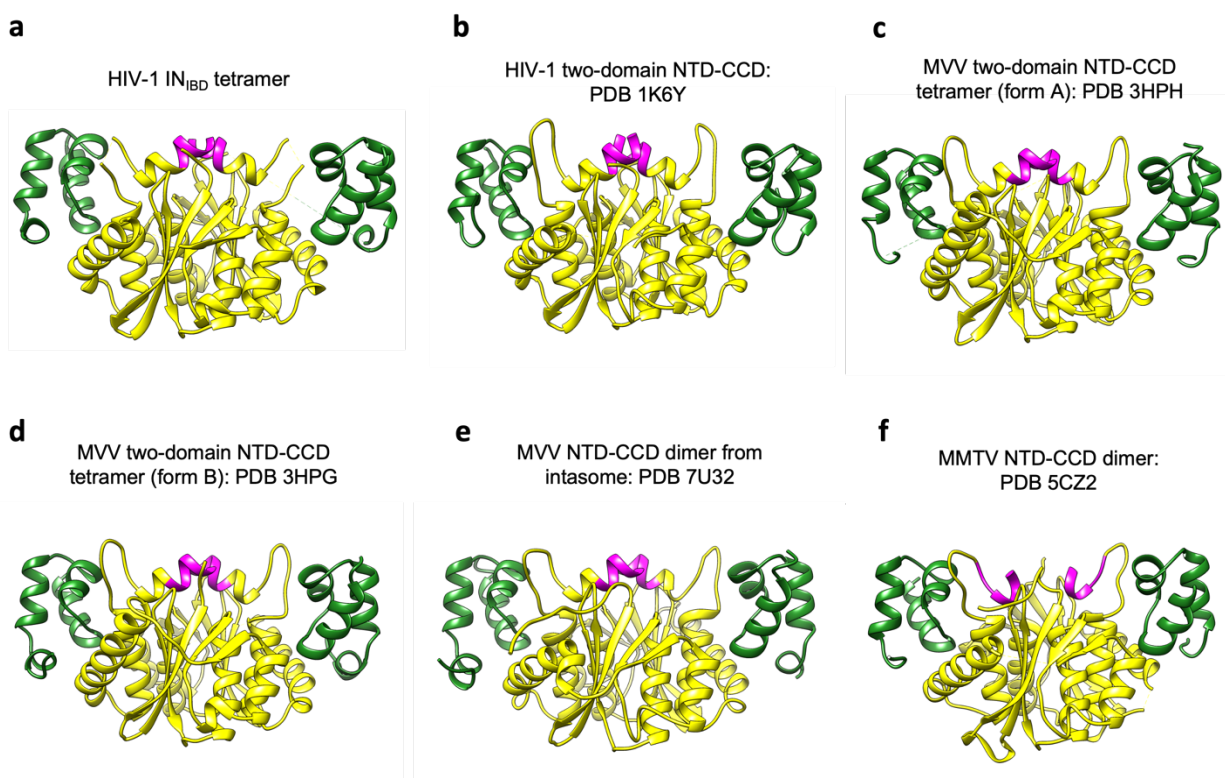 a
HIV-1 IN_IBD tetramer
b
HIV-1 two-domain NTD-CCD:
PDB 1K6Y
c
MVV two-domain NTD-CCD
tetramer (form A): PDB 3HPH
d
MVV two-domain NTD-CCD
tetramer (form B): PDB 3HPG
e
MVV NTD-CCD dimer from
intasome: PDB 7U32
f
MMTV NTD-CCD dimer:
PDB 5CZ2